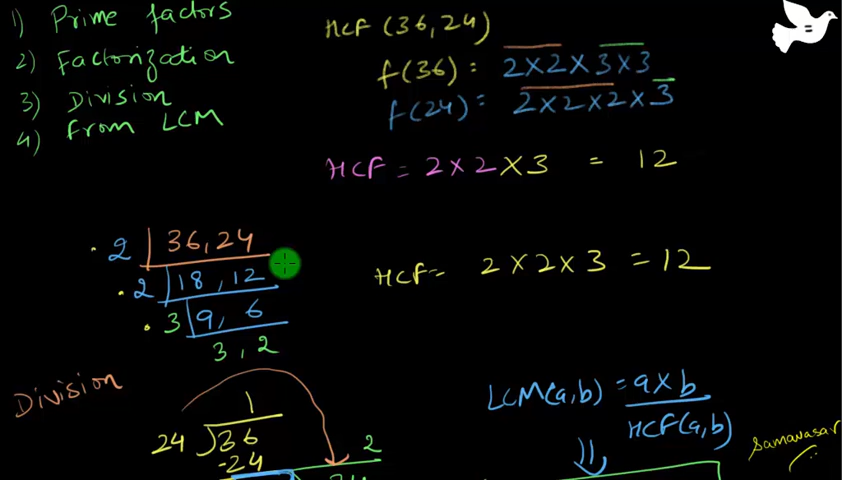 1) Prime factors
2) Factorization
3) Division
4) from LCM
HCF (36,24)
f(36) = 2×2×3×3
f(24) = 2×2×2×3
HCF = 2×2×3 = 12
2 | 36, 24
2 | 18, 12
3 | 9, 6
3, 2
HCF = 2×2×3 = 12
Division
1
24 ) 36
-24
2
LCM(a,b) = a×b
HCF(a,b)
Samavasar